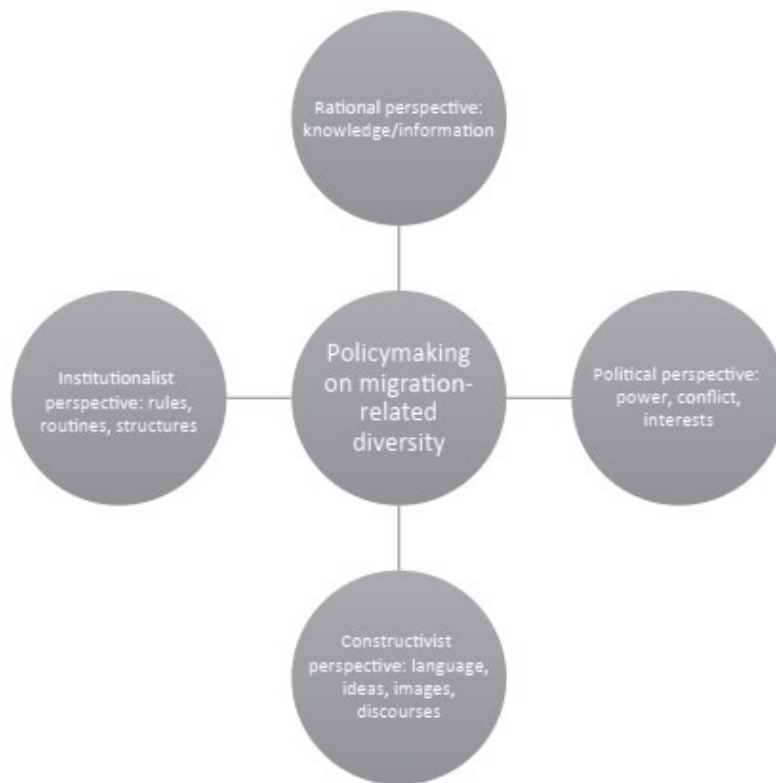 Rational perspective:
knowledge/information
Institutionalist
perspective: rules,
routines, structures
Policymaking
on migration-
related
diversity
Political perspective:
power, conflict,
interests
Constructivist
perspective: language,
ideas, images,
discourses